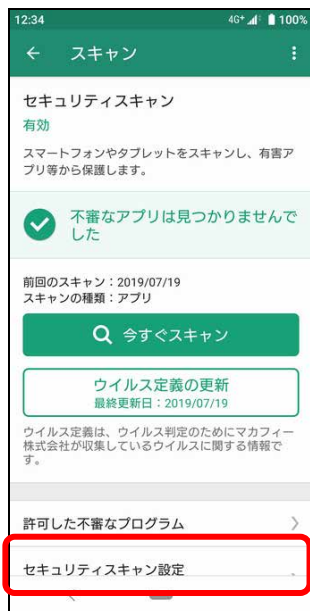 12:34 4G+ 100%
スキャン
セキュリティスキャン
有効
スマートフォンやタブレットをスキャンし、有害ア
プリ等から保護します。
不審なアプリは見つかりませんで
した
前回のスキャン：2019/07/19
スキャンの種類：アプリ
今すぐスキャン
ウイルス定義の更新
最終更新日：2019/07/19
ウイルス定義は、ウイルス判定のためにマカフィー
株式会社が収集しているウイルスに関する情報で
す。
許可した不審なプログラム
セキュリティスキャン設定